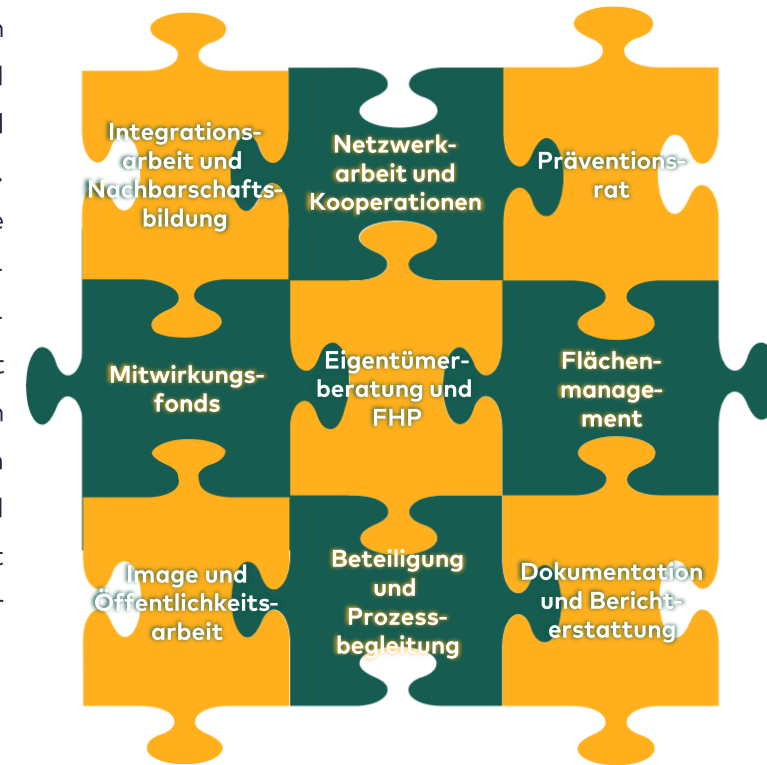 Integrations-
arbeit und
Nachbarschafts-
bildung
Netzwerk-
arbeit und
Kooperationen
Präventions-
rat
Mitwirkungs-
fonds
Eigentümer-
beratung und
FHP
Flächen-
manage-
ment
Image und
Öffentlichkeits-
arbeit
Beteiligung
und
Prozess-
begleitung
Dokumentation
und Bericht-
erstattung